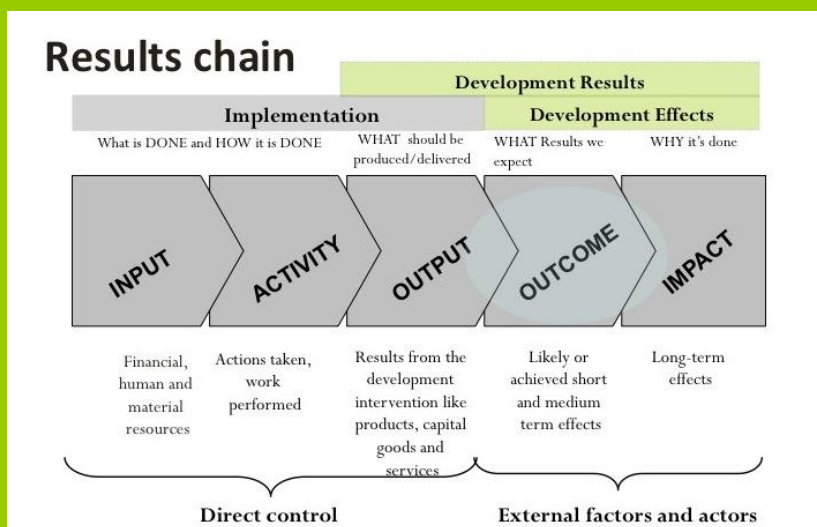 Results chain
Development Results
Implementation
Development Effects
What is DONE and HOW it is DONE
WHAT should be
produced/delivered
WHAT Results we
expect
WHY it's done
INPUT
ACTIVITY
OUTPUT
OUTCOME
IMPACT
Financial,
human and
material
resources
Actions taken,
work
performed
Results from the
development
intervention like
products, capital
goods and
services
Likely or
achieved short
and medium
term effects
Long-term
effects
Direct control
External factors and actors